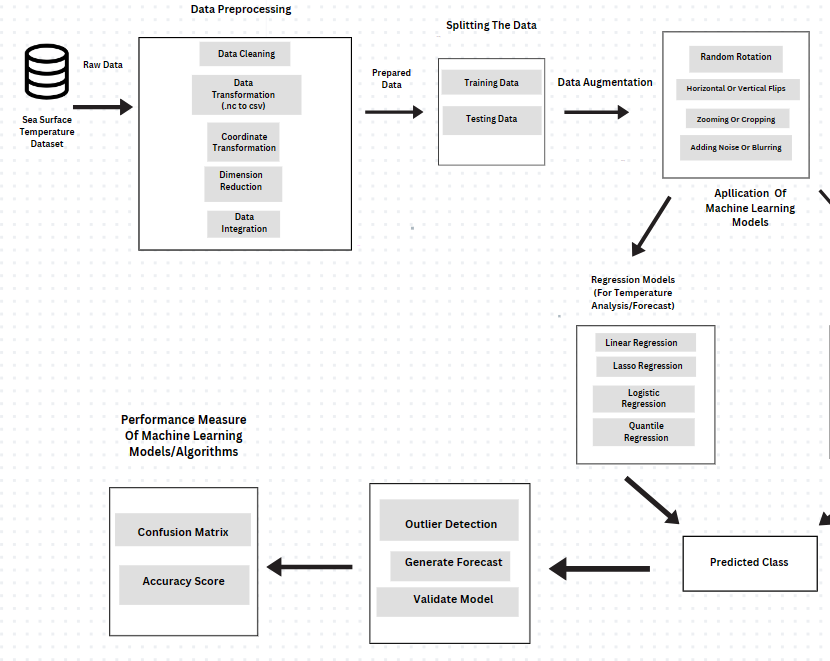 Data Preprocessing
Splitting The Data
Raw Data
Sea Surface
Temperature
Dataset
Data Cleaning
Data
Transformation
(.nc to csv)
Coordinate
Transformation
Dimension
Reduction
Data
Integration
Prepared
Data
Training Data
Testing Data
Data Augmentation
Random Rotation
Horizontal Or Vertical Flips
Zooming Or Cropping
Adding Noise Or Blurring
Apllication Of
Machine Learning
Models
Regression Models
(For Temperature
Analysis/Forecast)
Linear Regression
Lasso Regression
Logistic
Regression
Quantile
Regression
Predicted Class
Outlier Detection
Generate Forecast
Validate Model
Performance Measure
Of Machine Learning
Models/Algorithms
Confusion Matrix
Accuracy Score